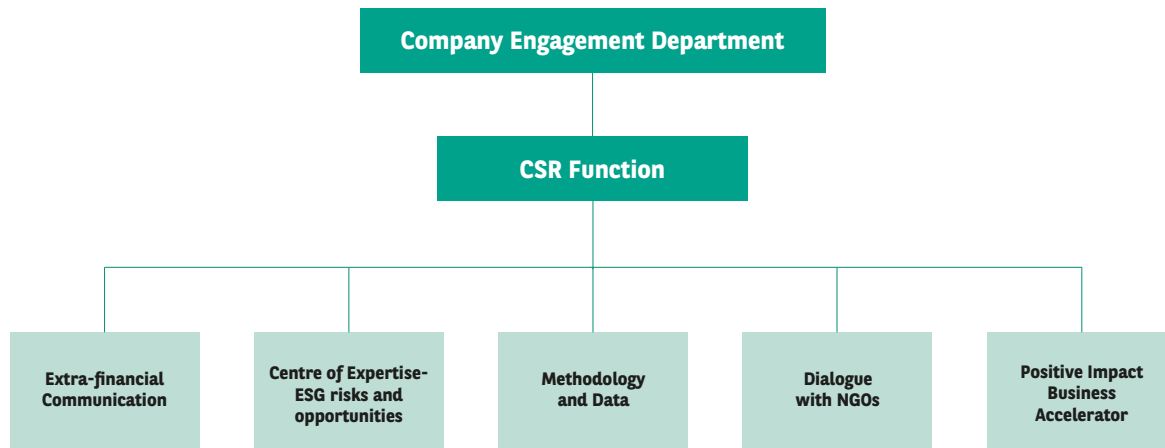 Company Engagement Department
CSR Function
Extra-financial
Communication
Centre of Expertise-
ESG risks and
opportunities
Methodology
and Data
Dialogue
with NGOs
Positive Impact
Business
Accelerator